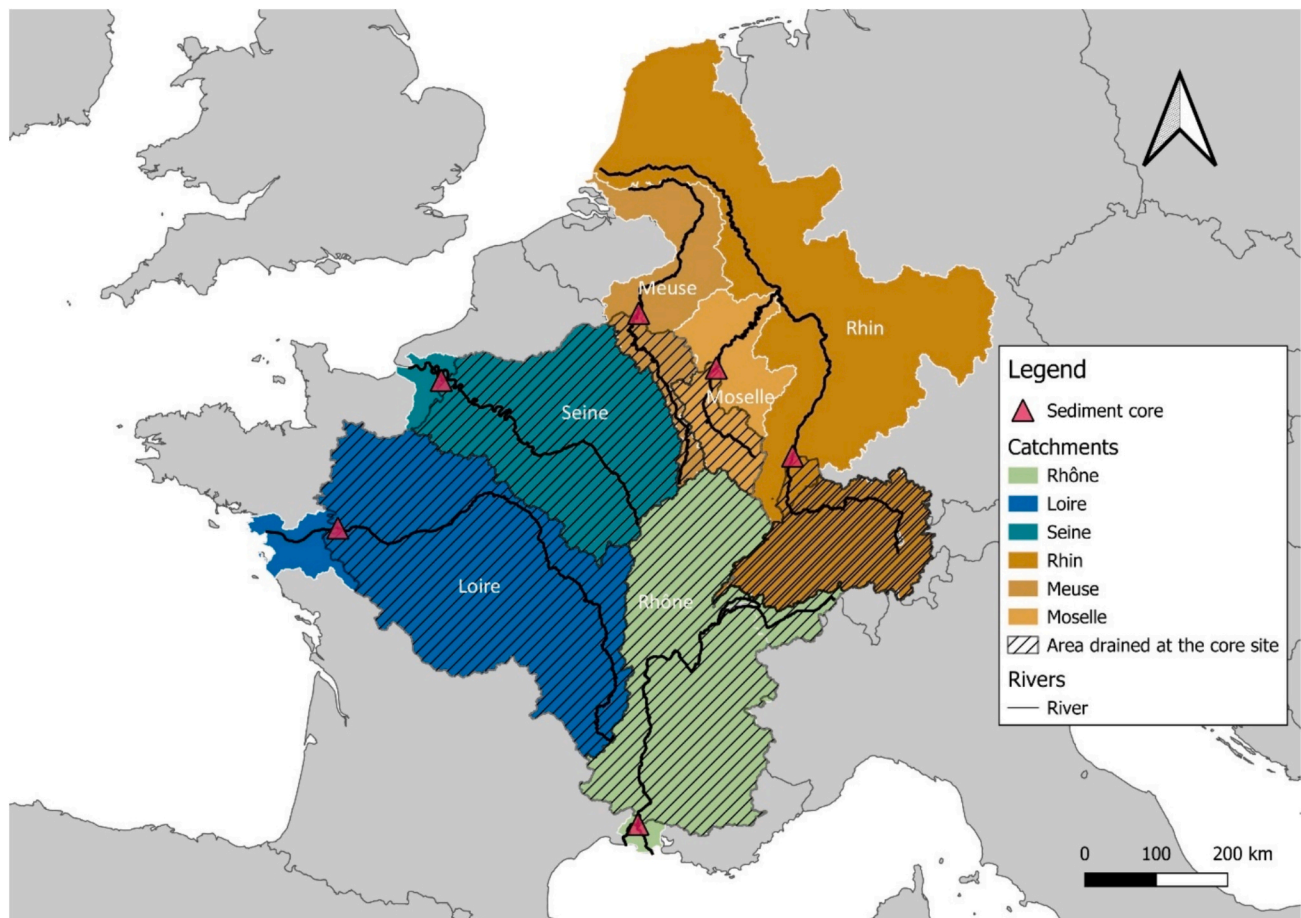 Meuse
Rhin
Moselle
Seine
Loire
Rhône
Legend
Sediment core
Catchments
Rhône
Loire
Seine
Rhin
Meuse
Moselle
Area drained at the core site
Rivers
River
0 100 200 km